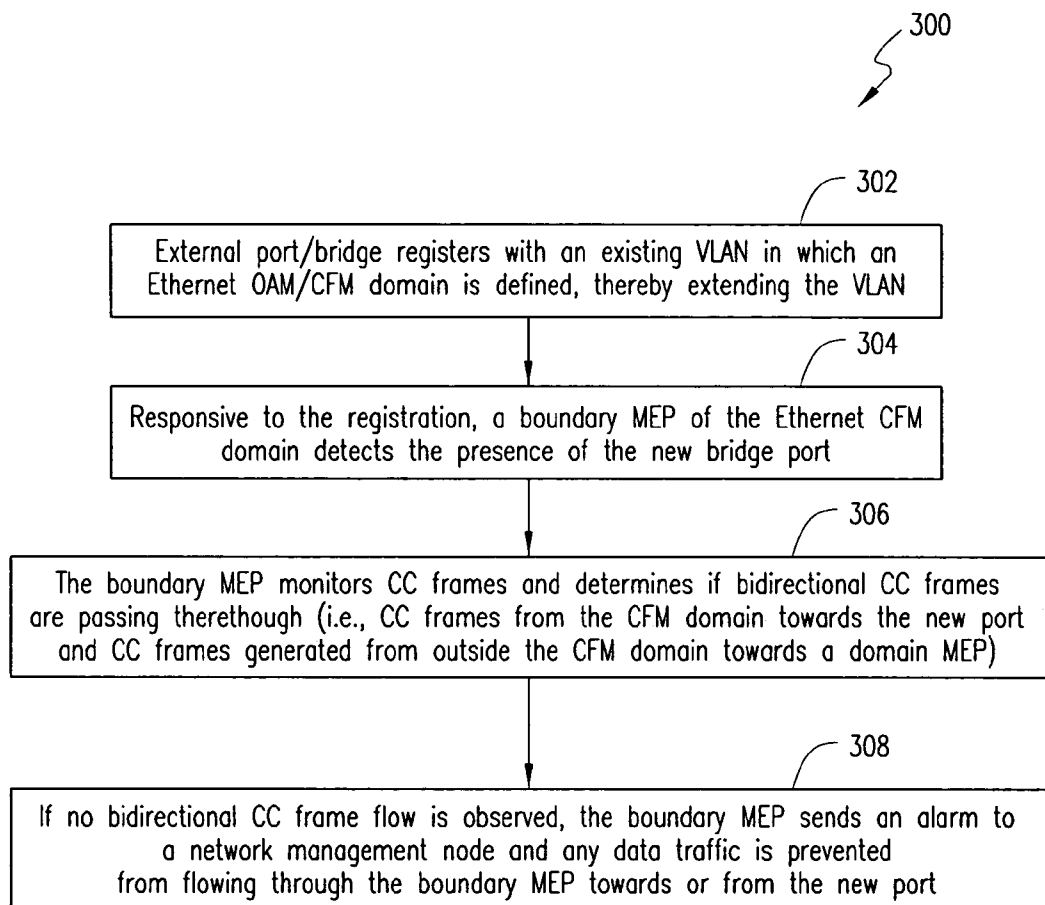 300
302
External port/bridge registers with an existing VLAN in which an
Ethernet OAM/CFM domain is defined, thereby extending the VLAN
304
Responsive to the registration, a boundary MEP of the Ethernet CFM
domain detects the presence of the new bridge port
306
The boundary MEP monitors CC frames and determines if bidirectional CC frames
are passing therethough (i.e., CC frames from the CFM domain towards the new port
and CC frames generated from outside the CFM domain towards a domain MEP)
308
If no bidirectional CC frame flow is observed, the boundary MEP sends an alarm to
a network management node and any data traffic is prevented
from flowing through the boundary MEP towards or from the new port